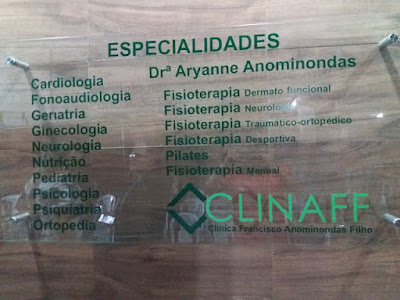 ESPECIALIDADES
Drª Aryanne Anominondas
Cardiologia
Fonoaudiologia
Geriatria
Ginecologia
Neurologia
Nutrição
Pediatria
Psicologia
Psiquiatria
Ortopedia
Fisioterapia Dermato funcional
Fisioterapia Neurologia
Fisioterapia Traumatico-ortopedico
Fisioterapia Desportiva
Pilates
Fisioterapia Manual
CLINAFF
Clínica Francisco Anominondas Filho